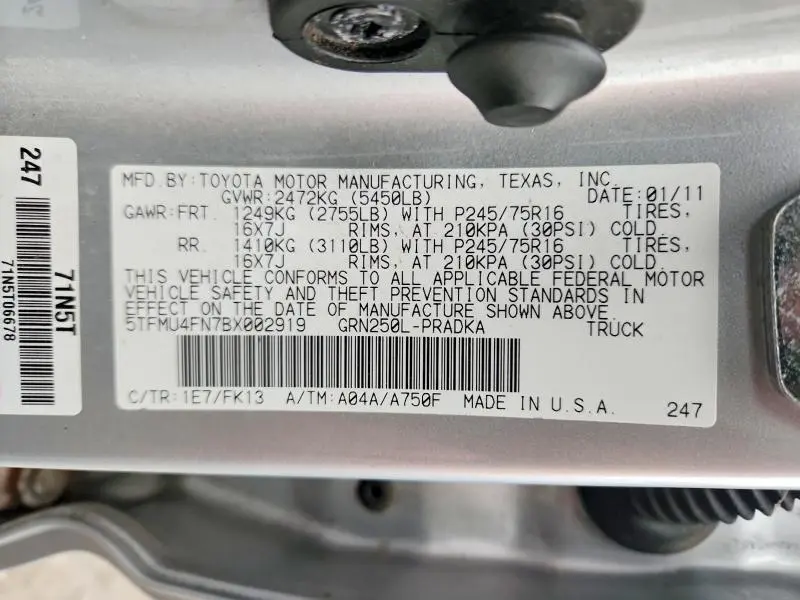 MFD.BY:TOYOTA MOTOR MANUFACTURING, TEXAS, INC.
GVWR:2472KG (5450LB) DATE:01/11
GAWR:FRT. 1249KG (2755LB) WITH P245/75R16 TIRES,
16X7J RIMS, AT 210KPA (30PSI) COLD.
RR. 1410KG (3110LB) WITH P245/75R16 TIRES,
16X7J RIMS, AT 210KPA (30PSI) COLD.
THIS VEHICLE CONFORMS TO ALL APPLICABLE FEDERAL MOTOR
VEHICLE SAFETY AND THEFT PREVENTION STANDARDS IN
EFFECT ON THE DATE OF MANUFACTURE SHOWN ABOVE.
5TFMU4FN7BX002919 GRN250L-PRADKA TRUCK
C/TR:1E7/FK13 A/TM:A04A/A750F MADE IN U.S.A. 247
247
71N5T
71N5T06678